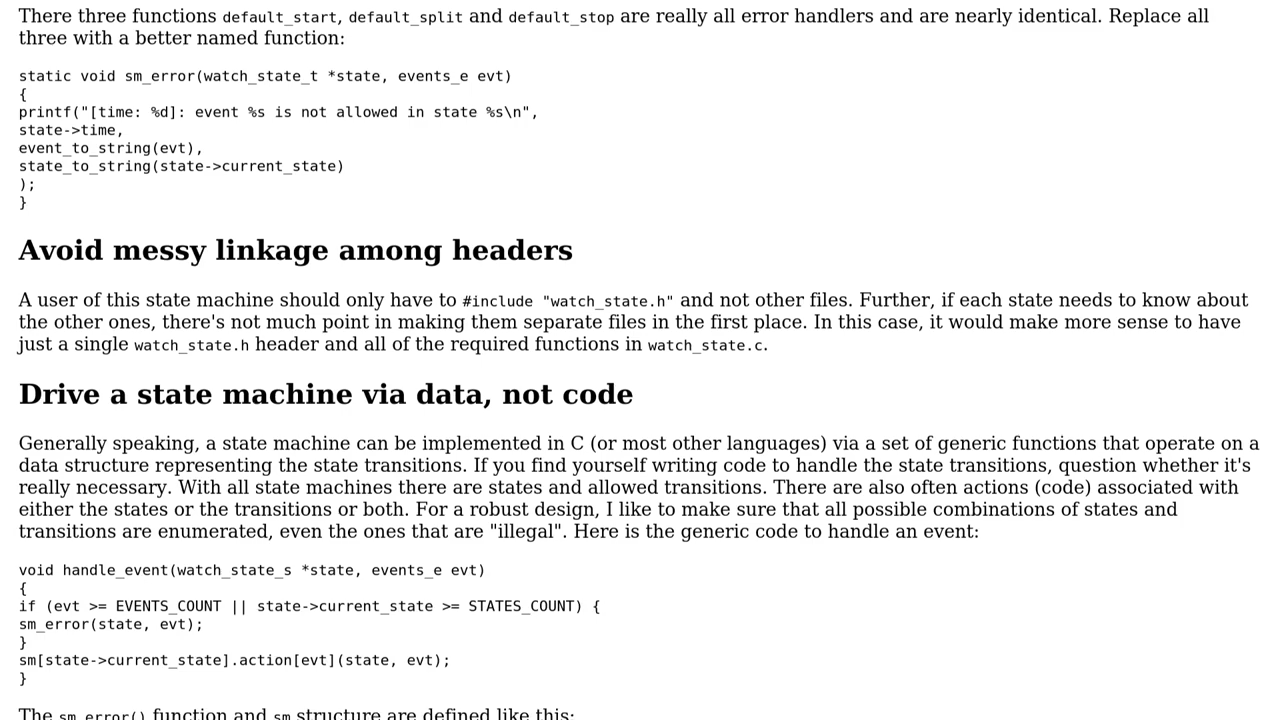 There three functions default_start, default_split and default_stop are really all error handlers and are nearly identical. Replace all
three with a better named function:
static void sm_error(watch_state_t *state, events_e evt)
{
printf("[time: %d]: event %s is not allowed in state %s\n",
state->time,
event_to_string(evt),
state_to_string(state->current_state)
);
}
Avoid messy linkage among headers
A user of this state machine should only have to #include "watch_state.h" and not other files. Further, if each state needs to know about
the other ones, there's not much point in making them separate files in the first place. In this case, it would make more sense to have
just a single watch_state.h header and all of the required functions in watch_state.c.
Drive a state machine via data, not code
Generally speaking, a state machine can be implemented in C (or most other languages) via a set of generic functions that operate on a
data structure representing the state transitions. If you find yourself writing code to handle the state transitions, question whether it's
really necessary. With all state machines there are states and allowed transitions. There are also often actions (code) associated with
either the states or the transitions or both. For a robust design, I like to make sure that all possible combinations of states and
transitions are enumerated, even the ones that are "illegal". Here is the generic code to handle an event:
void handle_event(watch_state_s *state, events_e evt)
{
if (evt >= EVENTS_COUNT || state->current_state >= STATES_COUNT) {
sm_error(state, evt);
}
sm[state->current_state].action[evt](state, evt);
}
The sm_error() function and sm structure are defined like this: